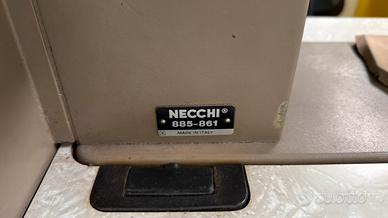 NECCHI®
885-861
MADE IN ITALY
subito